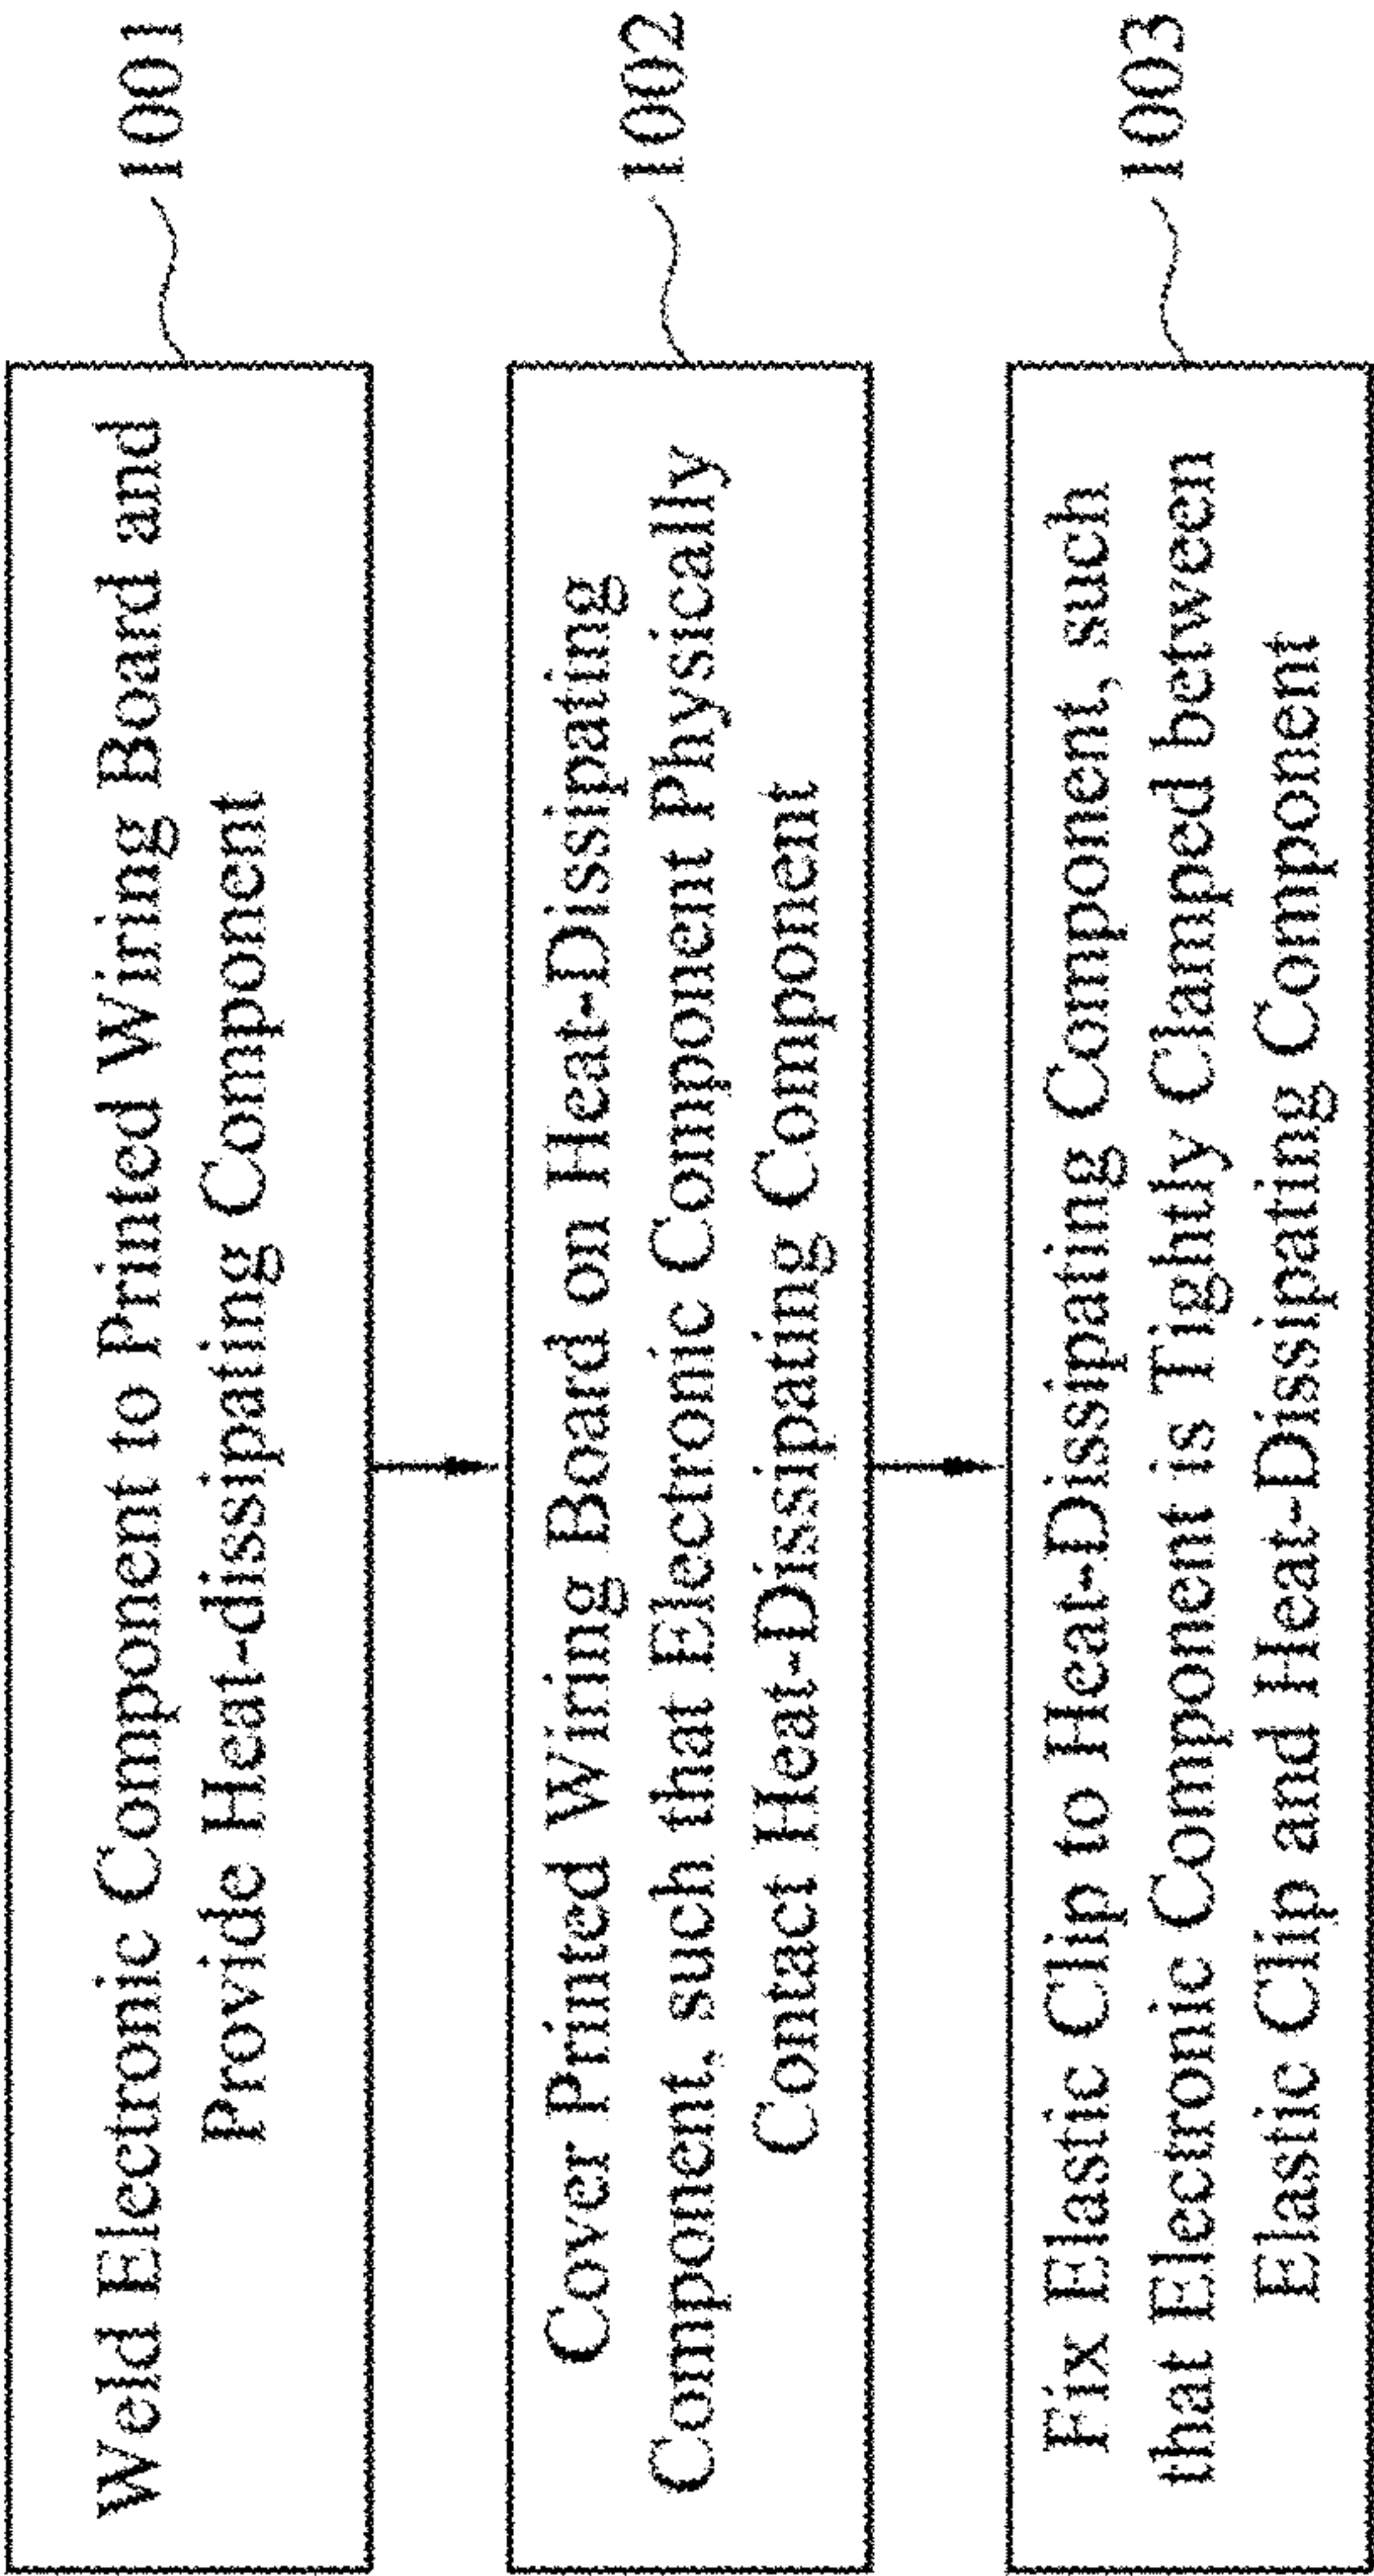 Weld Electronic Component to Printed Wiring Board and
Provide Heat-dissipating Component
1001
Cover Printed Wiring Board on Heat-Dissipating
Component, such that Electronic Component Physically
Contact Heat-Dissipating Component
1002
Fix Elastic Clip to Heat-Dissipating Component, such
that Electronic Component is Tightly Clamped between
Elastic Clip and Heat-Dissipating Component
1003